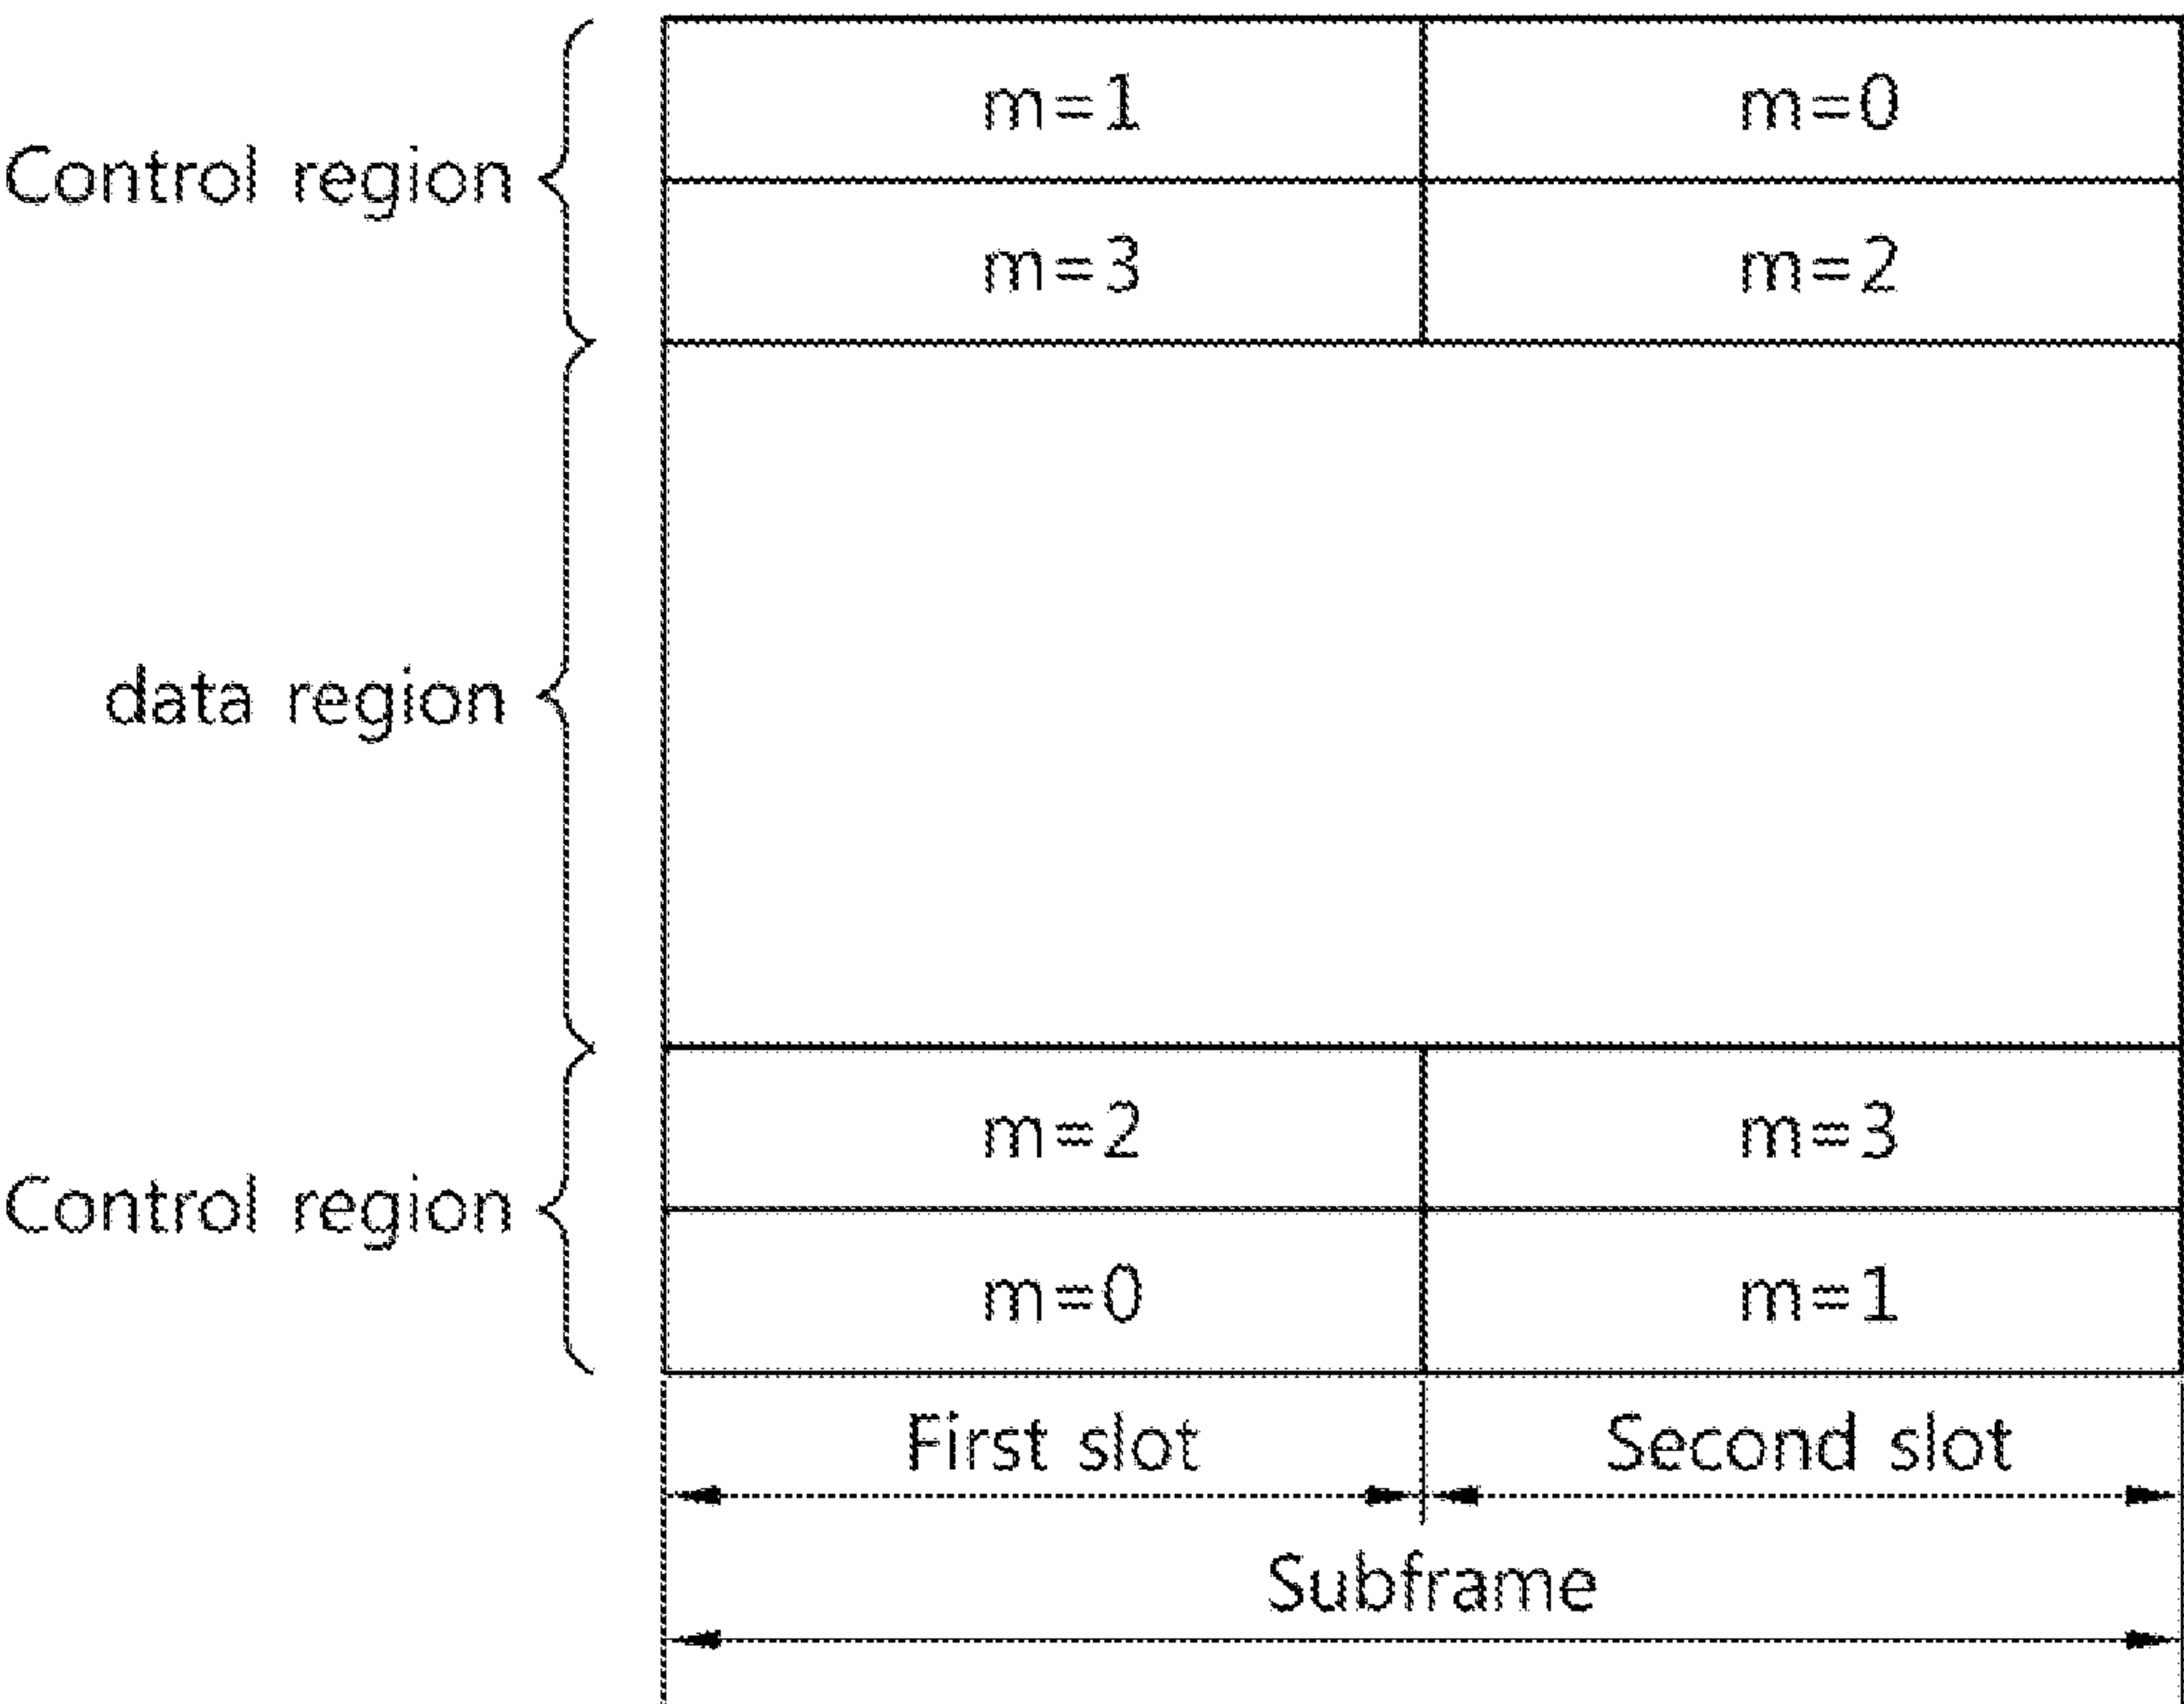 m=1 m=0
Control region
m=3 m=2
data region
m=2 m=3
Control region
m=0 m=1
First slot Second slot
Subframe